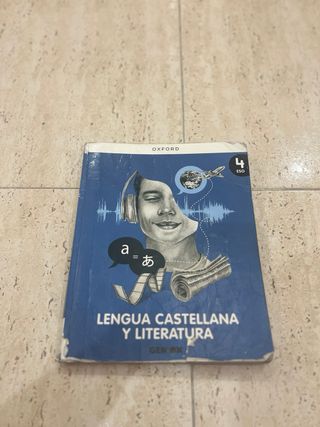 OXFORD
4
ESO
a
=
あ
LENGUA CASTELLANA
Y LITERATURA